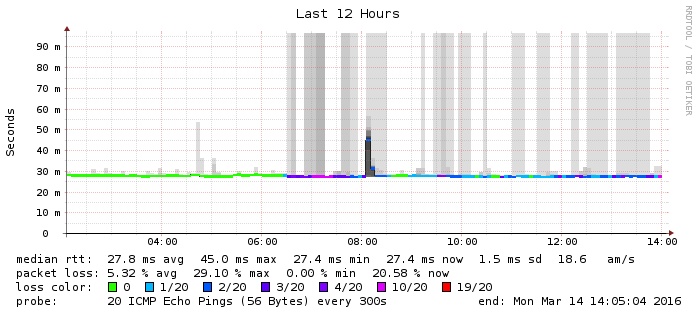 Last 12 Hours
RRDTOOL / TOBI OETIKER
Seconds
90 m
80 m
70 m
60 m
50 m
40 m
30 m
20 m
10 m
0
04:00 06:00 08:00 10:00 12:00 14:00
median rtt: 27.8 ms avg 45.0 ms max 27.4 ms min 27.4 ms now 1.5 ms sd 18.6 am/s
packet loss: 5.32 % avg 29.10 % max 0.00 % min 20.58 % now
loss color: 0 1/20 2/20 3/20 4/20 10/20 19/20
probe: 20 ICMP Echo Pings (56 Bytes) every 300s end: Mon Mar 14 14:05:04 2016